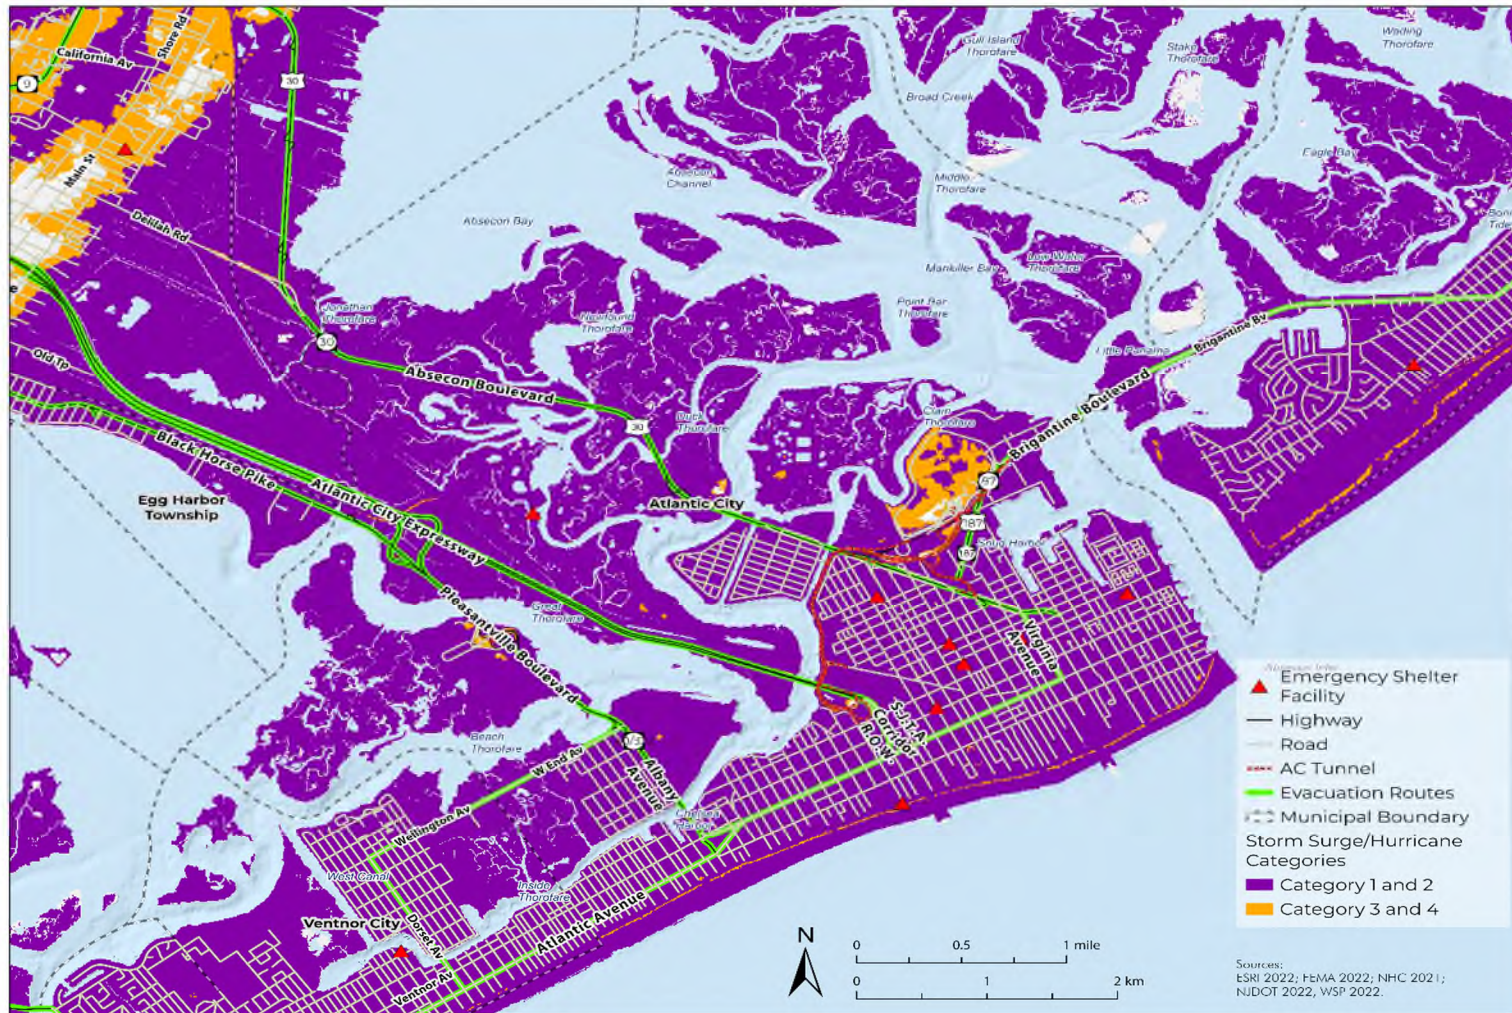 California Av
Shore Rd
9
30
Main St
Delilah Rd
Old Tp
Gull Island
Thorofare
Stake
Thorofare
Wading
Thorofare
Broad Creek
Eagle Bay
Absecon
Channel
Middle
Thorofare
Absecon Bay
Low Water
Thorofare
Mankiller Bay
Jonathan
Thorofare
30
Newfound
Thorofare
Point Bar
Thorofare
Little Panama
Brigantine Bv
Absecon Boulevard
30
Duck
Thorofare
Clam
Thorofare
Brigantine Boulevard
Black Horse Pike
Atlantic City Expressway
Egg Harbor
Township
Atlantic City
187
187
Snug Harbor
Pleasantville Boulevard
Great
Thorofare
Virginia
Avenue
S.J.T.A.
Corridor
R.O.W.
Beach
Thorofare
W End Av
Albany
Avenue
Wellington Av
Chelsea
Harbor
West Canal
Inside
Thorofare
Atlantic Avenue
Ventnor City
Dorset Av
Ventnor Av
Emergency Shelter
Facility
Highway
Road
AC Tunnel
Evacuation Routes
Municipal Boundary
Storm Surge/Hurricane
Categories
Category 1 and 2
Category 3 and 4
N
0 0.5 1 mile
0 1 2 km
Sources:
ESRI 2022; FEMA 2022; NHC 2021;
NJDOT 2022, WSP 2022.